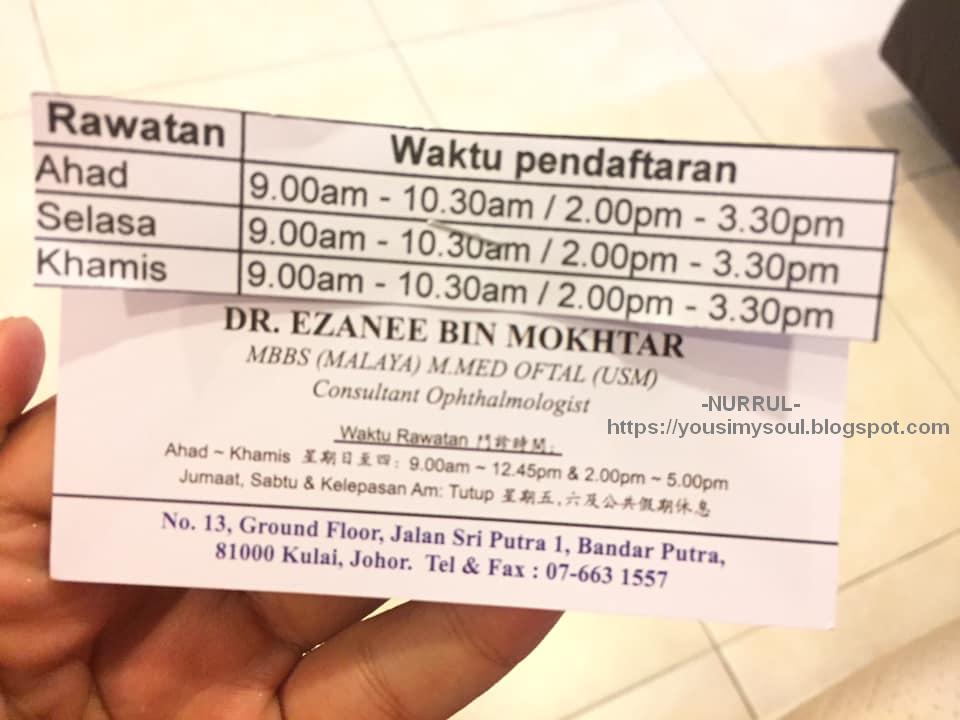 Rawatan Waktu pendaftaran
Ahad 9.00am - 10.30am / 2.00pm - 3.30pm
Selasa 9.00am - 10.30am / 2.00pm - 3.30pm
Khamis 9.00am - 10.30am / 2.00pm - 3.30pm
DR. EZANEE BIN MOKHTAR
MBBS (MALAYA) M.MED OFTAL (USM)
Consultant Ophthalmologist
-NURRUL-
https://yousimysoul.blogspot.com
Waktu Rawatan 門診時間:
Ahad ~ Khamis 星期日至四: 9.00am ~ 12.45pm & 2.00pm ~ 5.00pm
Jumaat, Sabtu & Kelepasan Am: Tutup 星期五,六及公共假期休息
No. 13, Ground Floor, Jalan Sri Putra 1, Bandar Putra,
81000 Kulai, Johor. Tel & Fax : 07-663 1557